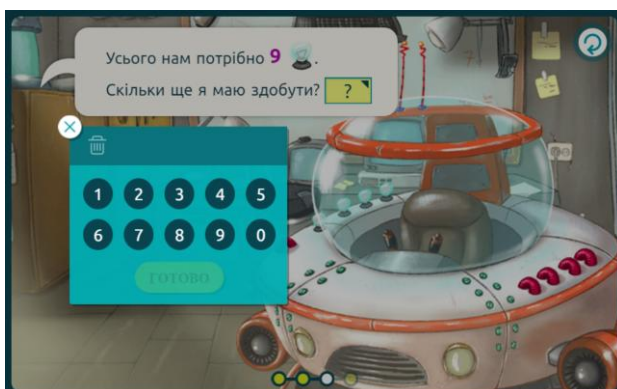 Усього нам потрібно 9 .
Скільки ще я маю здобути? ?
1 2 3 4 5
6 7 8 9 0
ГОТОВО